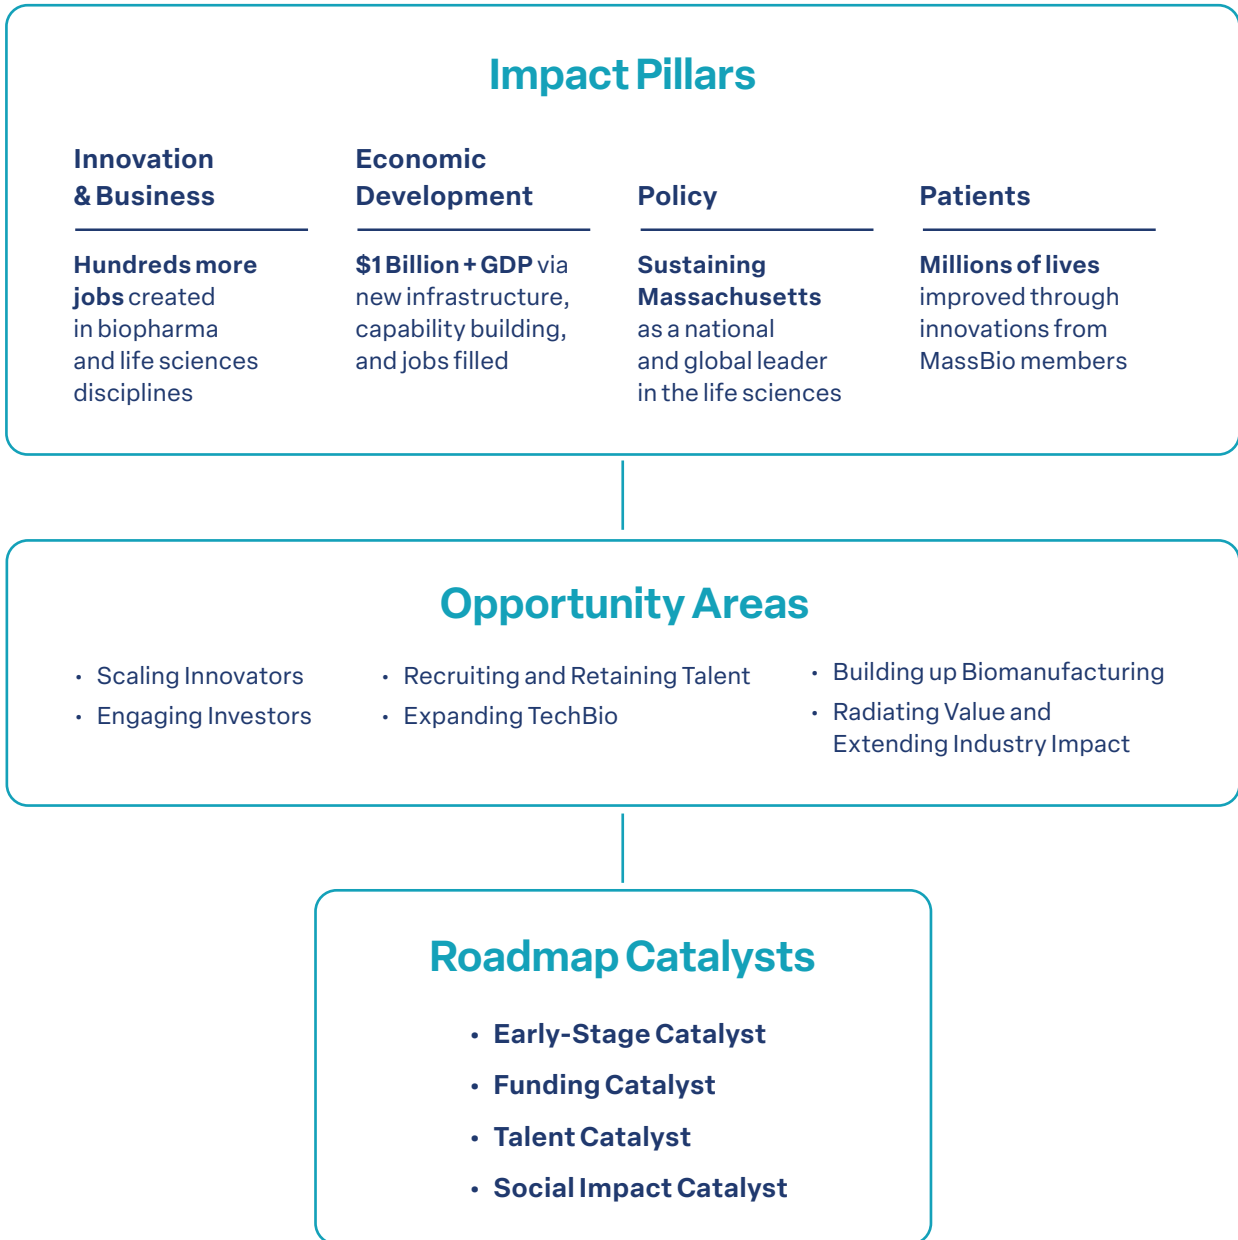 Impact Pillars
Innovation
& Business
Hundreds more
jobs created
in biopharma
and life sciences
disciplines
Economic
Development
$1 Billion + GDP via
new infrastructure,
capability building,
and jobs filled
Policy
Sustaining
Massachusetts
as a national
and global leader
in the life sciences
Patients
Millions of lives
improved through
innovations from
MassBio members
Opportunity Areas
• Scaling Innovators
• Engaging Investors
• Recruiting and Retaining Talent
• Expanding TechBio
• Building up Biomanufacturing
• Radiating Value and
Extending Industry Impact
Roadmap Catalysts
• Early-Stage Catalyst
• Funding Catalyst
• Talent Catalyst
• Social Impact Catalyst